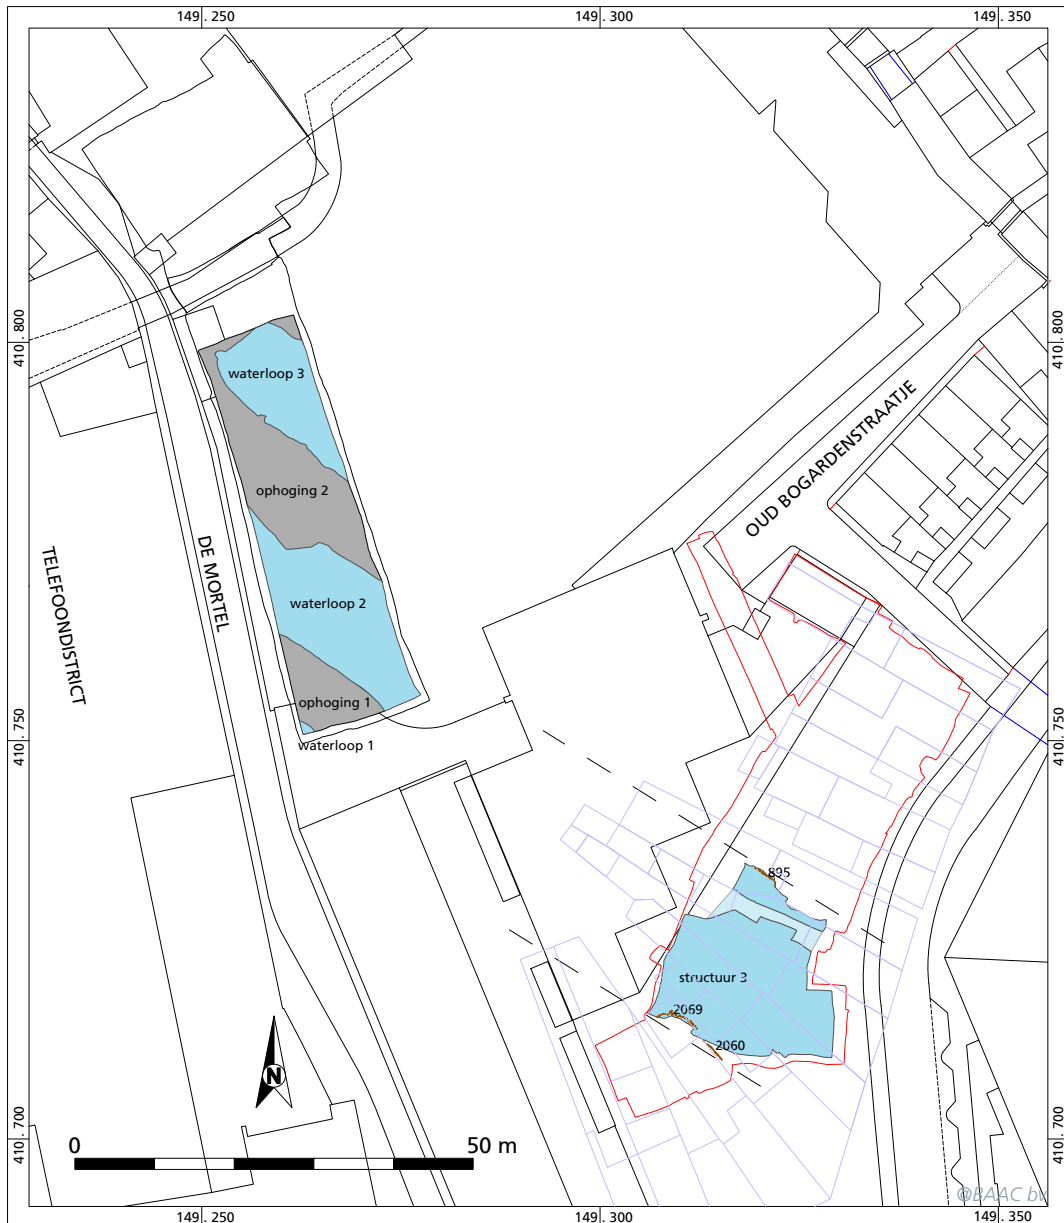 149.250
149.300
149.350
410.800
410.800
waterloop 3
OUD BOGARDENSTRAATJE
ophoging 2
DE MORTEL
TELEFOONDISTRICT
waterloop 2
ophoging 1
410.750
410.750
waterloop 1
895
structuur 3
2069
2060
N
0
50 m
410.700
410.700
@BAAC bv
149.250
149.300
149.350